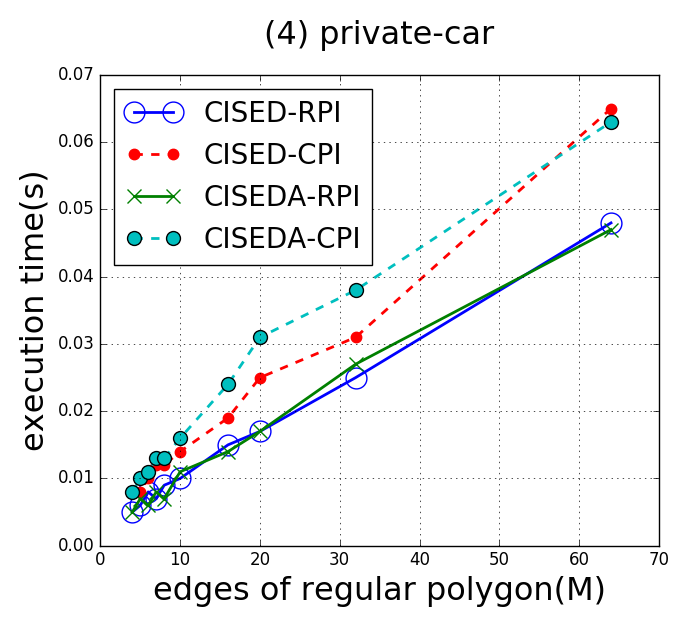 (4) private-car
CISED-RPI
CISED-CPI
CISEDA-RPI
CISEDA-CPI
execution time(s)
0.07
0.06
0.05
0.04
0.03
0.02
0.01
0.00
0 10 20 30 40 50 60 70
edges of regular polygon(M)